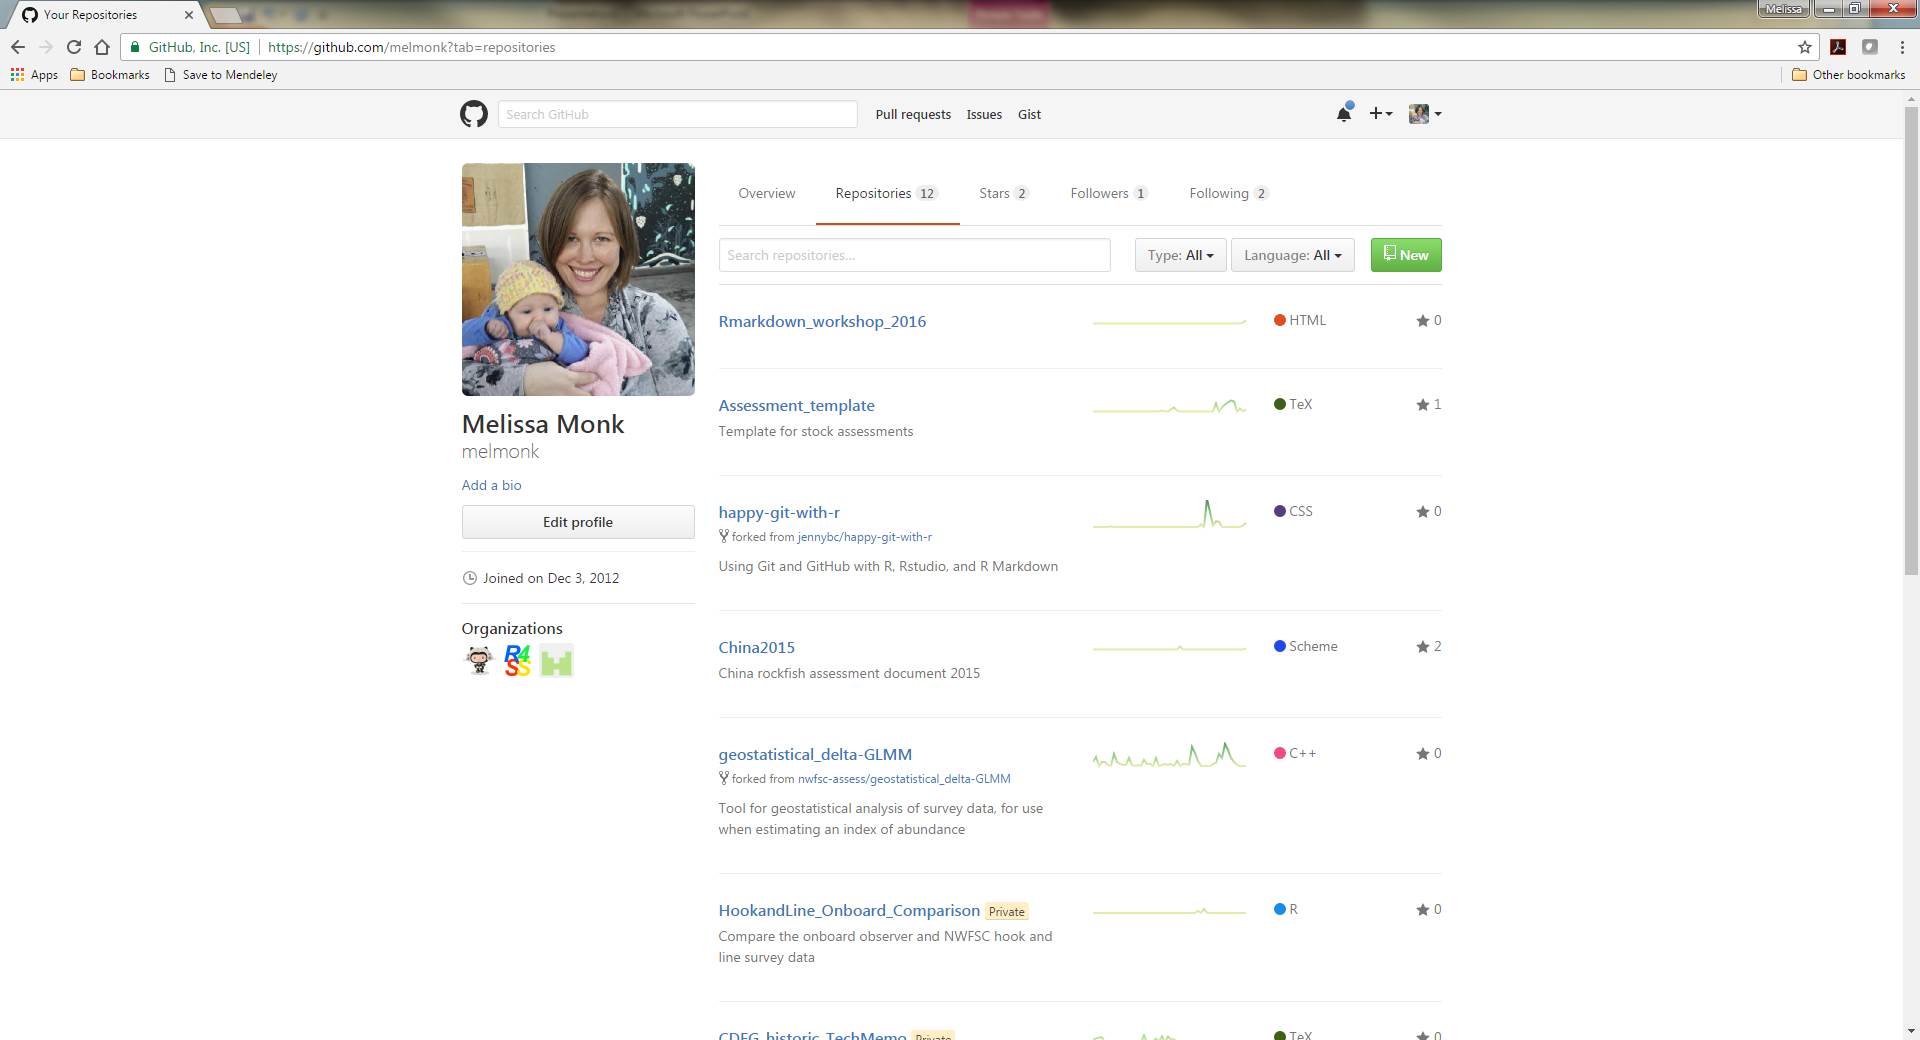 Your Repositories
Melissa
GitHub, Inc. [US]
https://github.com/melmonk?tab=repositories
Apps
Bookmarks
Save to Mendeley
Other bookmarks
Search GitHub
Pull requests
Issues
Gist
Overview
Repositories 12
Stars 2
Followers 1
Following 2
Search repositories...
Type: All
Language: All
New
Melissa Monk
melmonk
Add a bio
Edit profile
Joined on Dec 3, 2012
Organizations
R4
SS
Rmarkdown_workshop_2016
HTML
0
Assessment_template
TeX
1
Template for stock assessments
happy-git-with-r
CSS
0
forked from jennybc/happy-git-with-r
Using Git and GitHub with R, Rstudio, and R Markdown
China2015
Scheme
2
China rockfish assessment document 2015
geostatistical_delta-GLMM
C++
0
forked from nwfsc-assess/geostatistical_delta-GLMM
Tool for geostatistical analysis of survey data, for use
when estimating an index of abundance
HookandLine_Onboard_Comparison Private
R
0
Compare the onboard observer and NWFSC hook and
line survey data
CDFG_historic_TechMemo Private
TeX
0